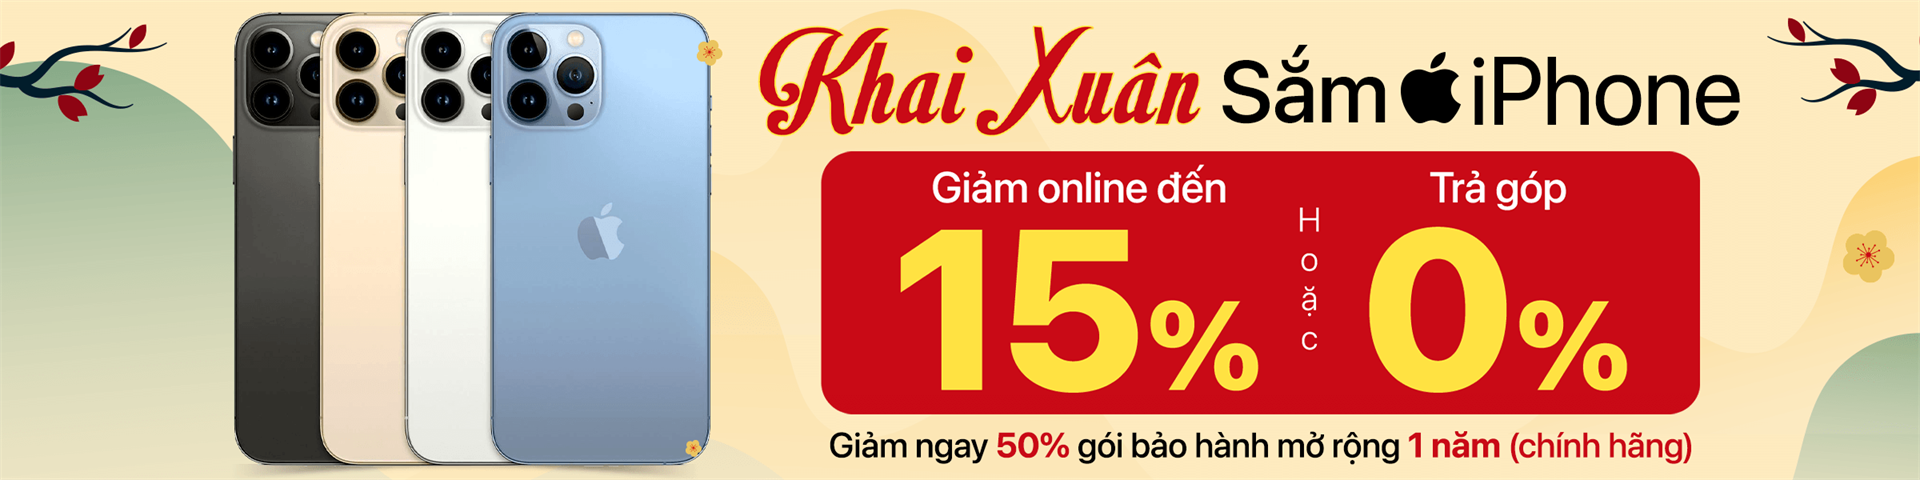 Khai Xuân Sắm iPhone
Giảm online đến
15%
Hoặc
Trả góp
0%
Giảm ngay 50% gói bảo hành mở rộng 1 năm (chính hãng)